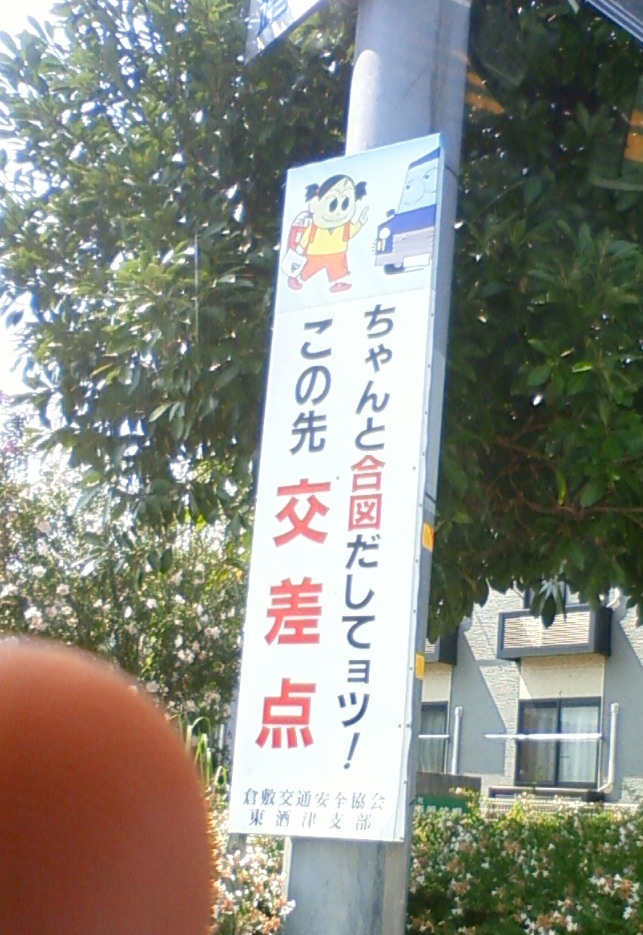 ちゃんと合図だしてョツ!
この先 交差点
倉敷交通安全協会
東酒津支部